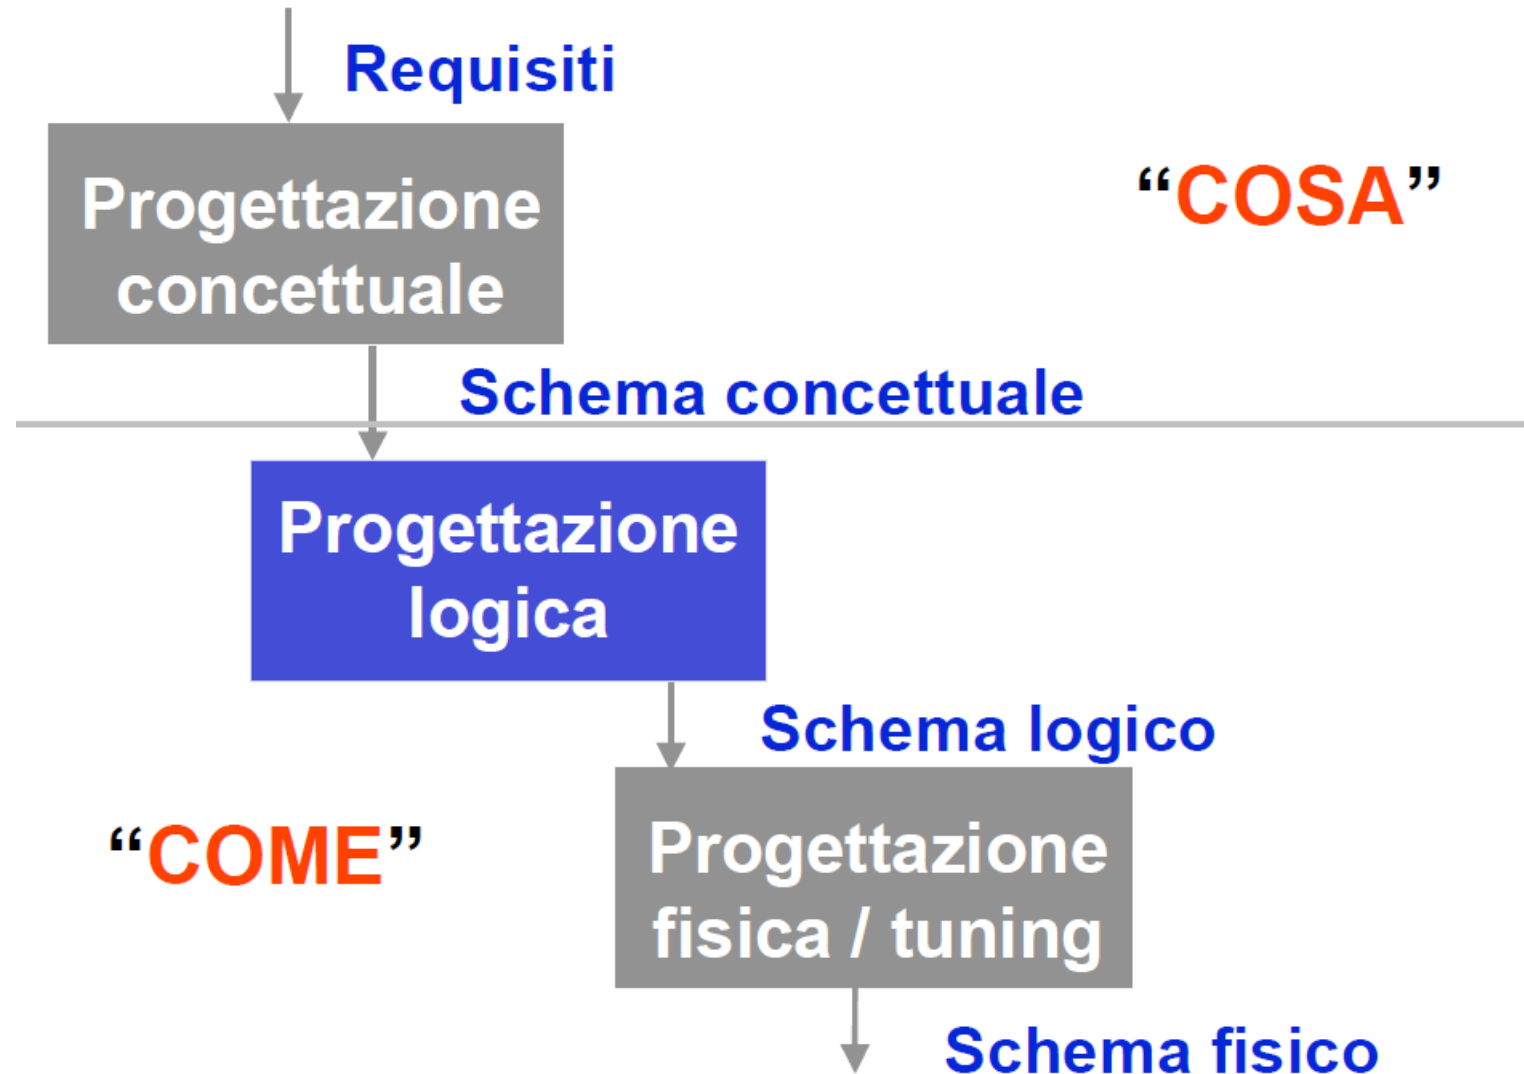 Requisiti
Progettazione
concettuale
“COSA”
Schema concettuale
Progettazione
logica
Schema logico
“COME”
Progettazione
fisica / tuning
Schema fisico